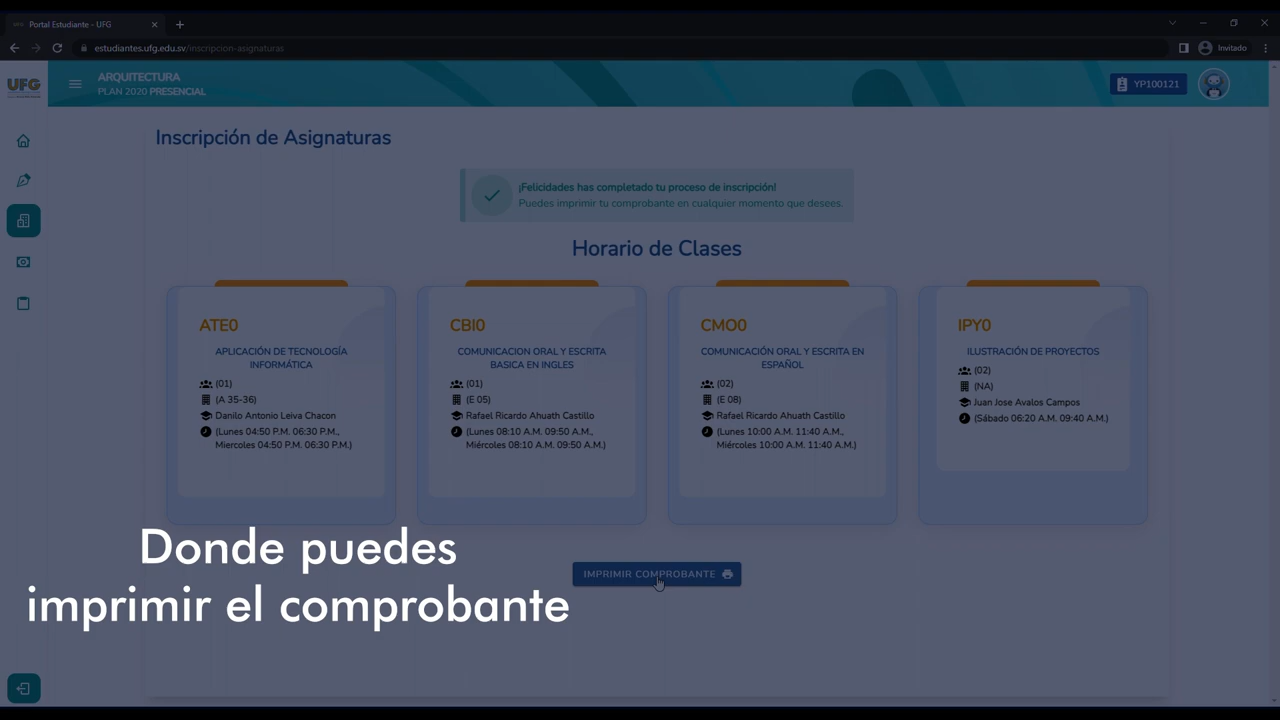 Portal Estudiante - UFG
estudiantes.ufg.edu.sv/inscripcion-asignaturas
Invitado
UFG
ARQUITECTURA
PLAN 2020 PRESENCIAL
YP100121
Inscripción de Asignaturas
¡Felicidades has completado tu proceso de inscripción!
Puedes imprimir tu comprobante en cualquier momento que desees.
Horario de Clases
ATE0
APLICACIÓN DE TECNOLOGÍA
INFORMÁTICA
(01)
(A 35-36)
Danilo Antonio Leiva Chacon
(Lunes 04:50 P.M. 06:30 P.M.,
Miercoles 04:50 P.M. 06:30 P.M.)
CBI0
COMUNICACION ORAL Y ESCRITA
BASICA EN INGLES
(01)
(E 05)
Rafael Ricardo Ahuath Castillo
(Lunes 08:10 A.M. 09:50 A.M.,
Miércoles 08:10 A.M. 09:50 A.M.)
CMO0
COMUNICACIÓN ORAL Y ESCRITA EN
ESPAÑOL
(02)
(E 08)
Rafael Ricardo Ahuath Castillo
(Lunes 10:00 A.M. 11:40 A.M.,
Miércoles 10:00 A.M. 11:40 A.M.)
IPY0
ILUSTRACIÓN DE PROYECTOS
(02)
(NA)
Juan Jose Avalos Campos
(Sábado 06:20 A.M. 09:40 A.M.)
Donde puedes
imprimir el comprobante
IMPRIMIR COMPROBANTE